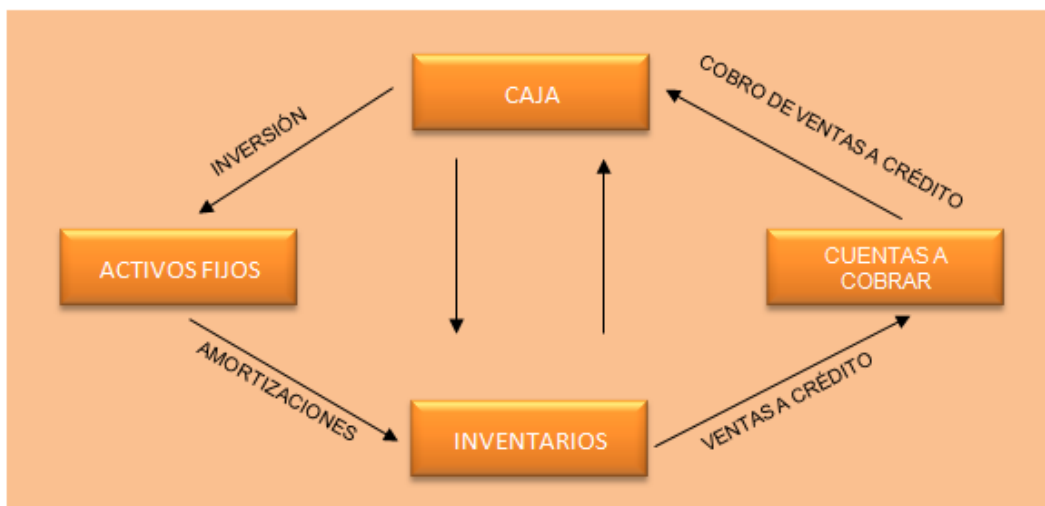 CAJA
COBRO DE VENTAS A CRÉDITO
INVERSIÓN
ACTIVOS FIJOS
CUENTAS A
COBRAR
AMORTIZACIONES
INVENTARIOS
VENTAS A CRÉDITO